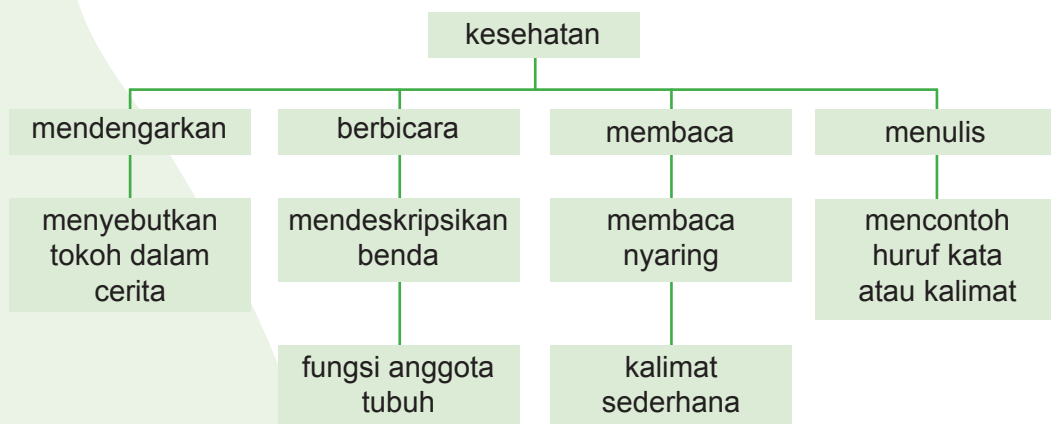 kesehatan
mendengarkan
berbicara
membaca
menulis
menyebutkan
tokoh dalam
cerita
mendeskripsikan
benda
membaca
nyaring
mencontoh
huruf kata
atau kalimat
fungsi anggota
tubuh
kalimat
sederhana